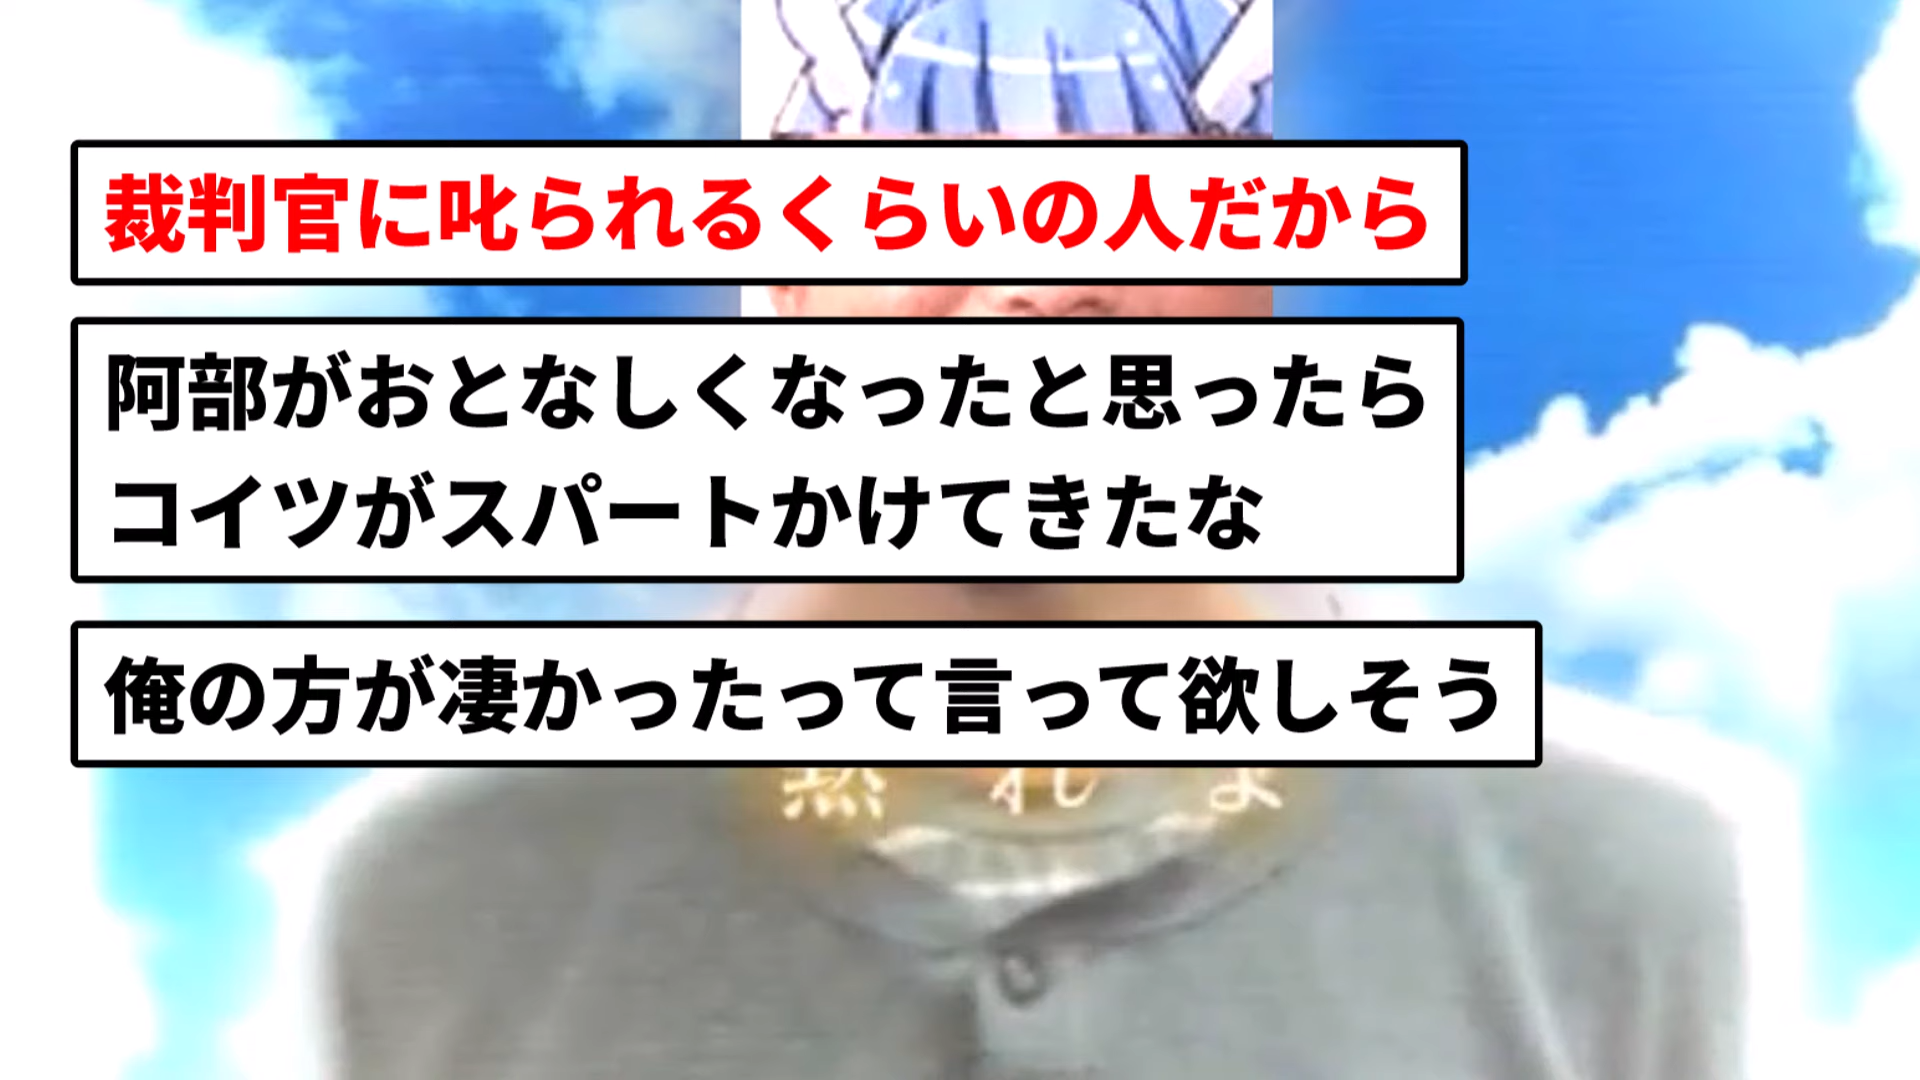 裁判官に叱られるくらいの人だから
阿部がおとなしくなったと思ったら
コイツがスパートかけてきたな
俺の方が凄かったって言って欲しそう
れよ